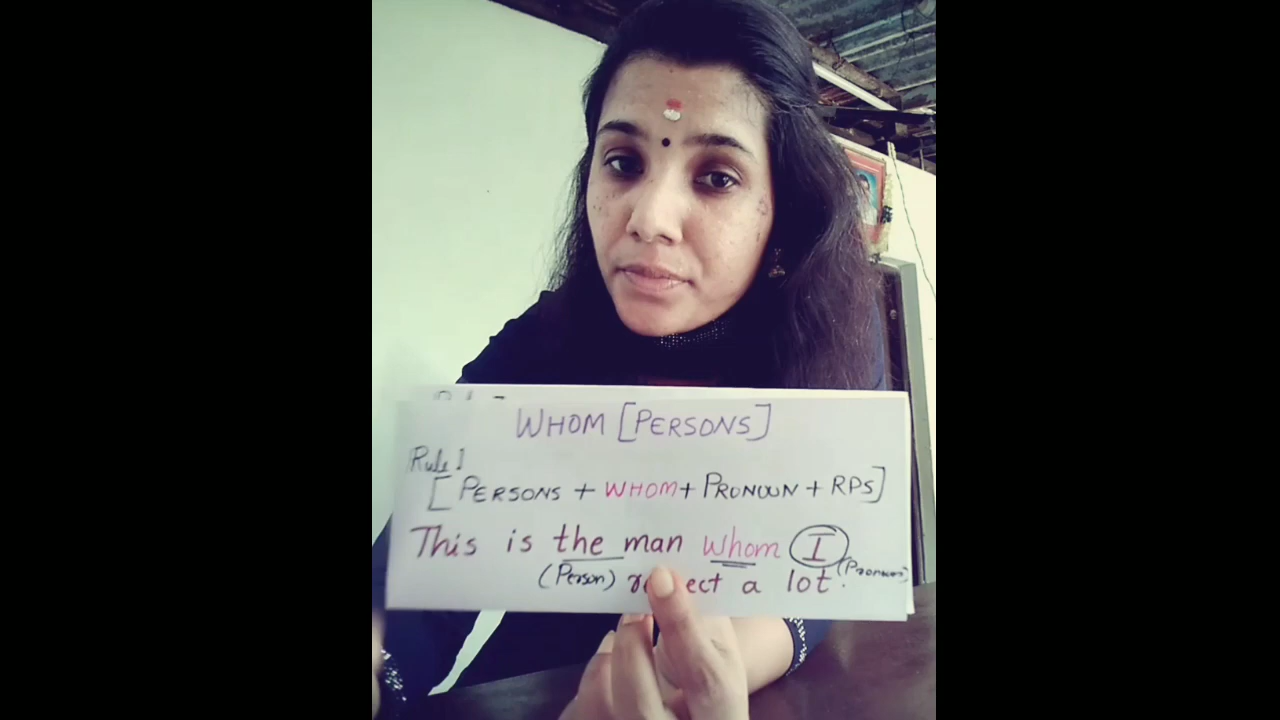 WHOM [PERSONS]
Rule 1
[PERSONS + WHOM + PRONOUN + RPS]
This is the man whom I
(Person) (Pronoun)
a lot.